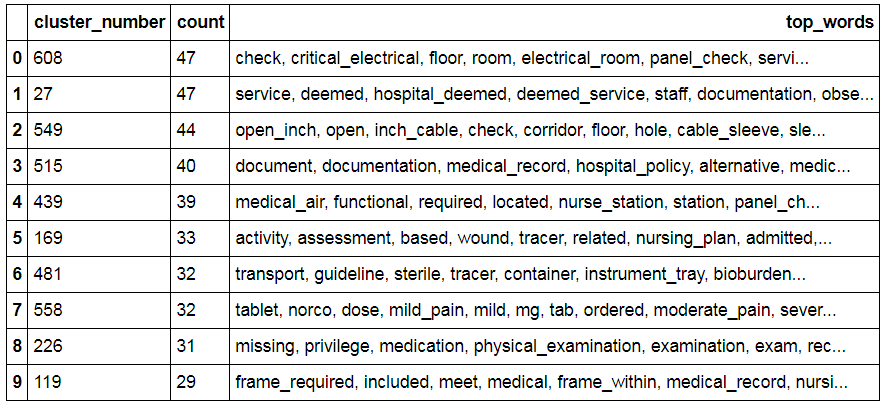 cluster_number count top_words
0 608 47 check, critical_electrical, floor, room, electrical_room, panel_check, servi...
1 27 47 service, deemed, hospital_deemed, deemed_service, staff, documentation, obse...
2 549 44 open_inch, open, inch_cable, check, corridor, floor, hole, cable_sleeve, sle...
3 515 40 document, documentation, medical_record, hospital_policy, alternative, medic...
4 439 39 medical_air, functional, required, located, nurse_station, station, panel_ch...
5 169 33 activity, assessment, based, wound, tracer, related, nursing_plan, admitted,...
6 481 32 transport, guideline, sterile, tracer, container, instrument_tray, bioburden...
7 558 32 tablet, norco, dose, mild_pain, mild, mg, tab, ordered, moderate_pain, sever...
8 226 31 missing, privilege, medication, physical_examination, examination, exam, rec...
9 119 29 frame_required, included, meet, medical, frame_within, medical_record, nursi...